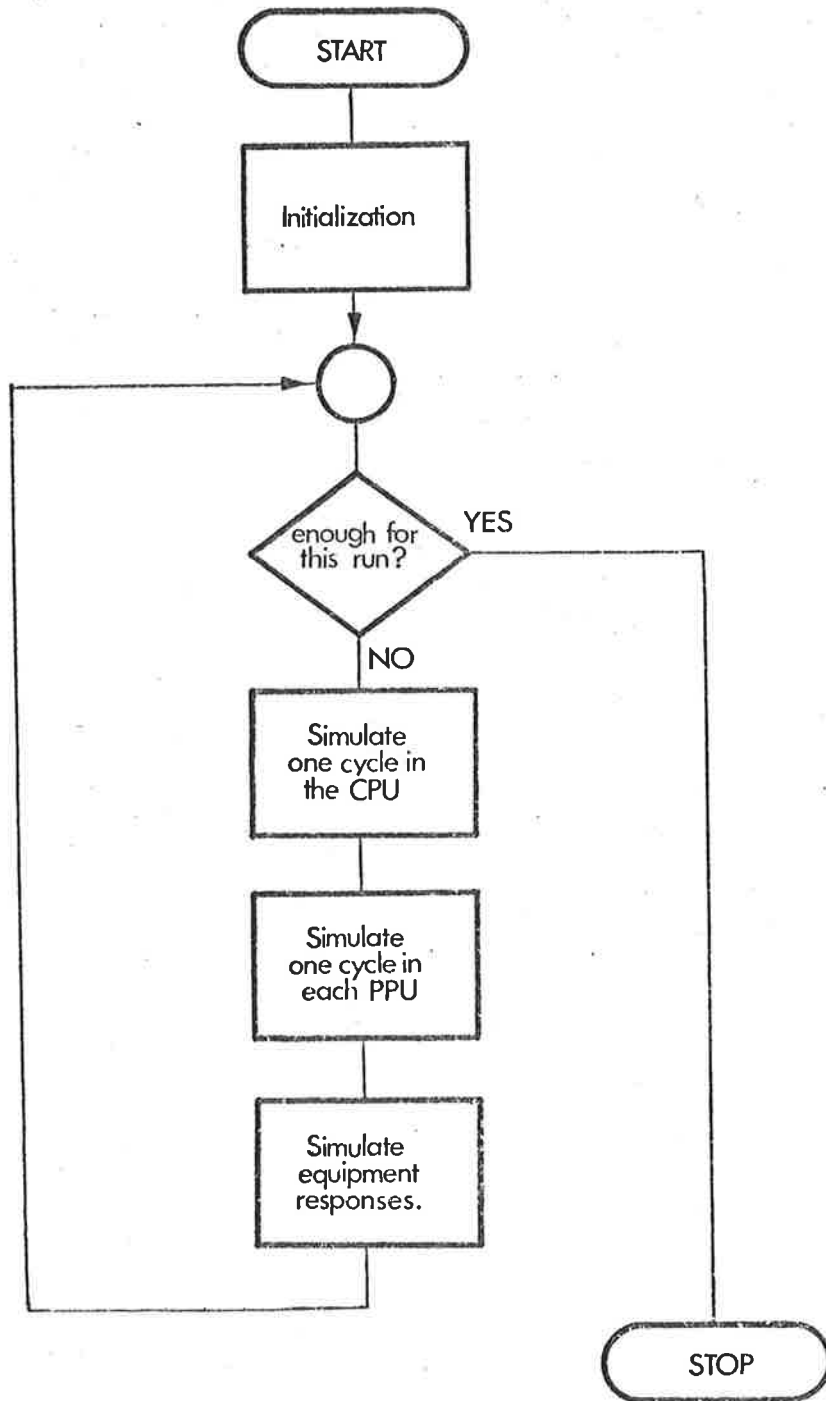 START
Initialization
enough for
this run?
YES
NO
Simulate
one cycle in
the CPU
Simulate
one cycle in
each PPU
Simulate
equipment
responses.
STOP